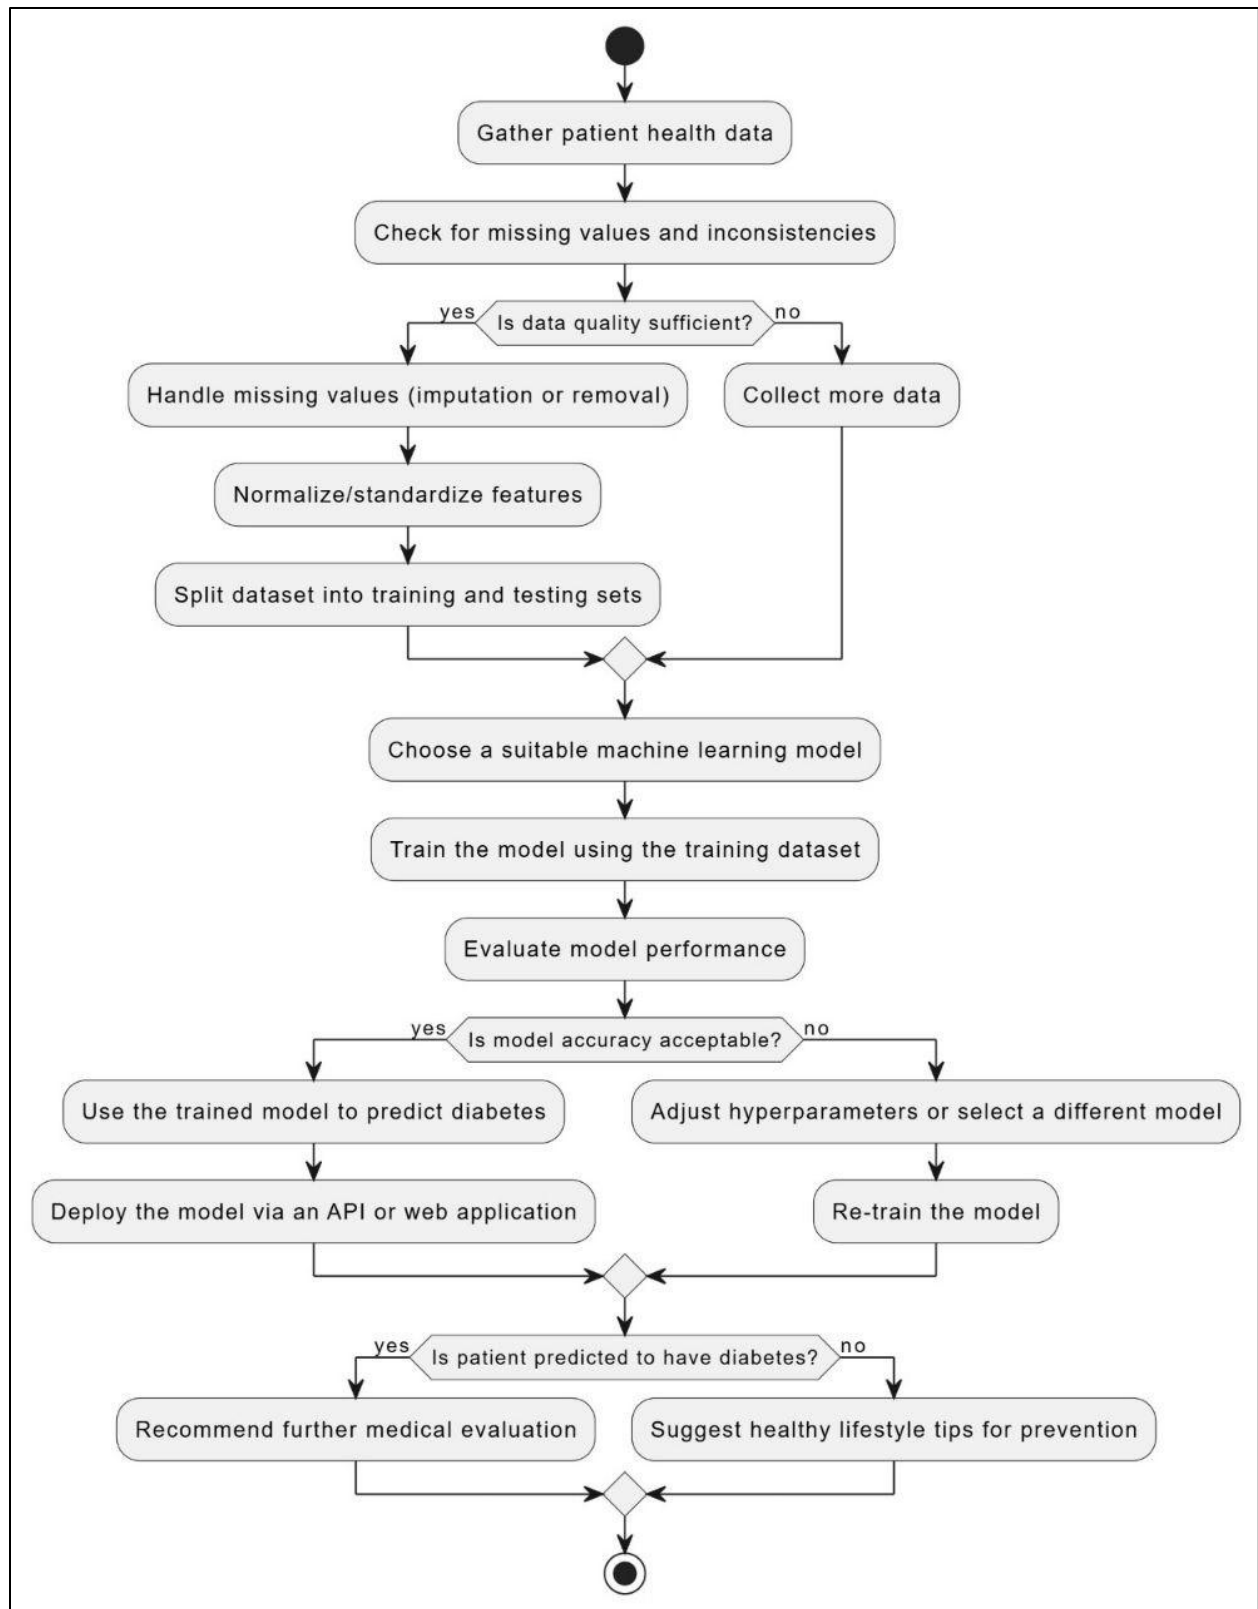 Gather patient health data
Check for missing values and inconsistencies
yes
Is data quality sufficient?
no
Handle missing values (imputation or removal)
Collect more data
Normalize/standardize features
Split dataset into training and testing sets
Choose a suitable machine learning model
Train the model using the training dataset
Evaluate model performance
yes
Is model accuracy acceptable?
no
Use the trained model to predict diabetes
Adjust hyperparameters or select a different model
Deploy the model via an API or web application
Re-train the model
yes
Is patient predicted to have diabetes?
no
Recommend further medical evaluation
Suggest healthy lifestyle tips for prevention